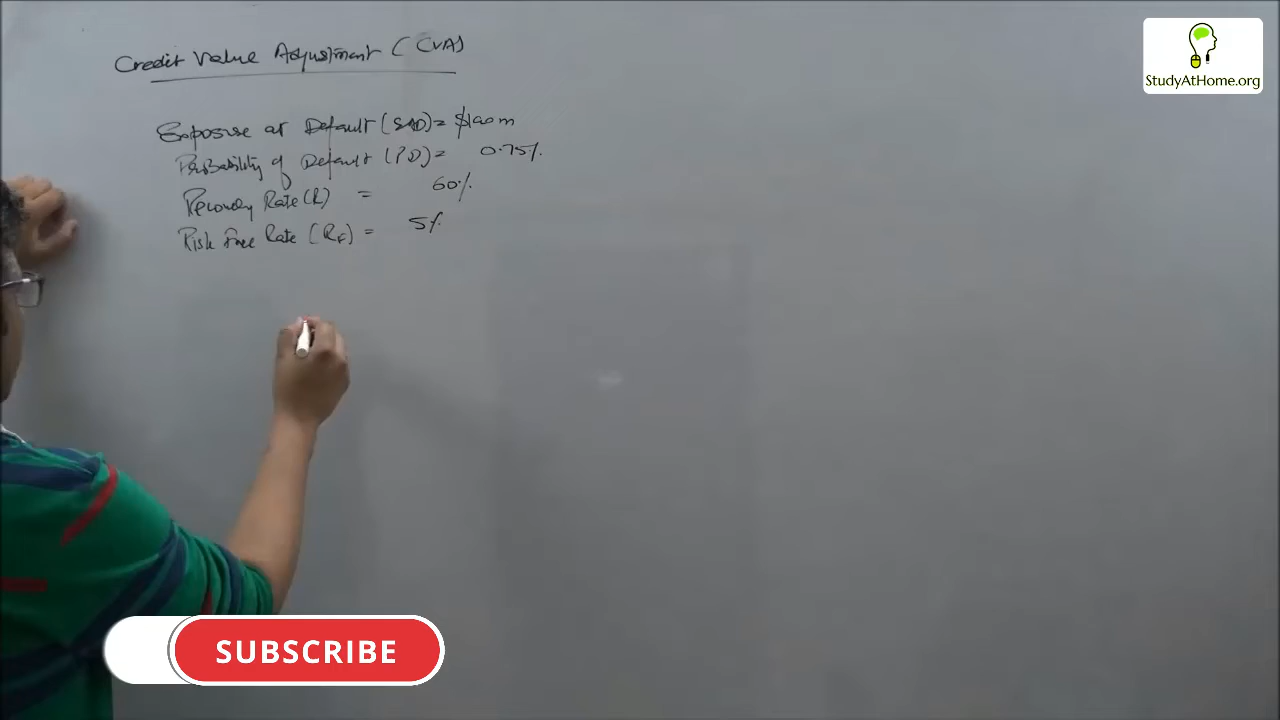 Credit Value Adjustment (CVA)
StudyAtHome.org
Exposure at Default (EAD) = $100m
Probability of Default (PD) = 0.75%
Recovery Rate (R) = 60%
Risk Free Rate (RF) = 5%
SUBSCRIBE